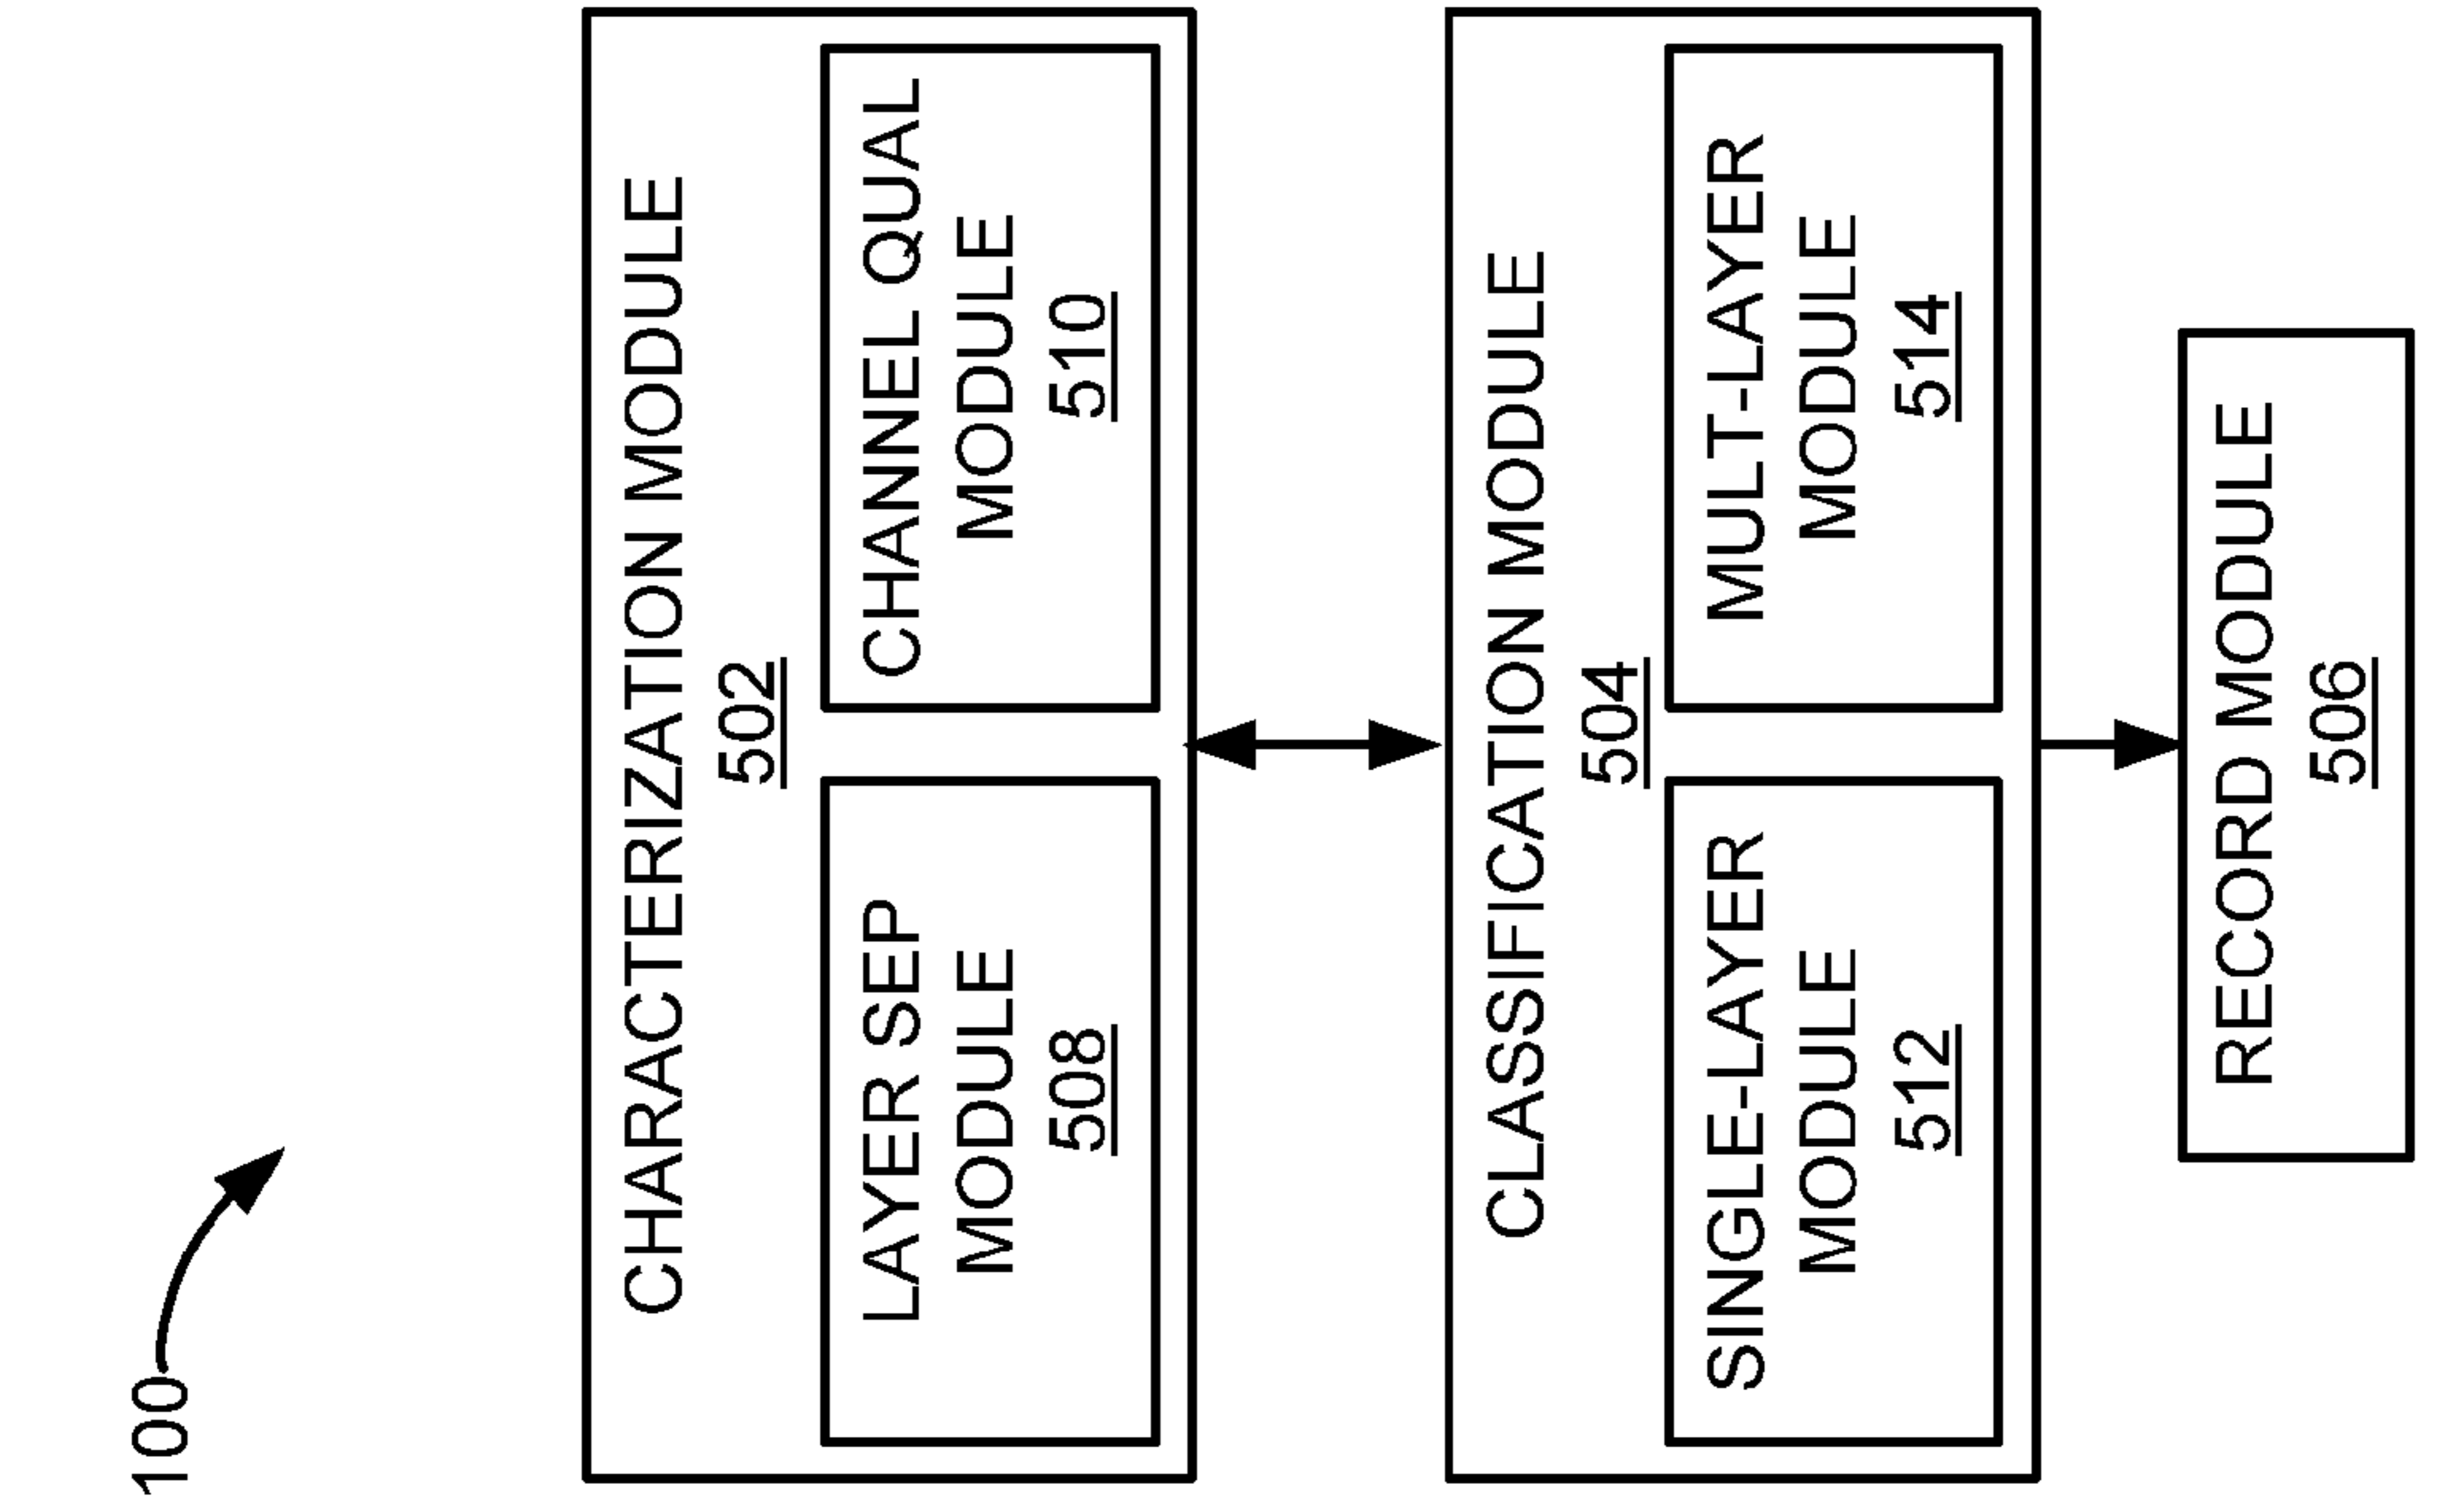 100
CHARACTERIZATION MODULE
502
LAYER SEP
MODULE
508
CHANNEL QUAL
MODULE
510
CLASSIFICATION MODULE
504
SINGLE-LAYER
MODULE
512
MULT-LAYER
MODULE
514
RECORD MODULE
506